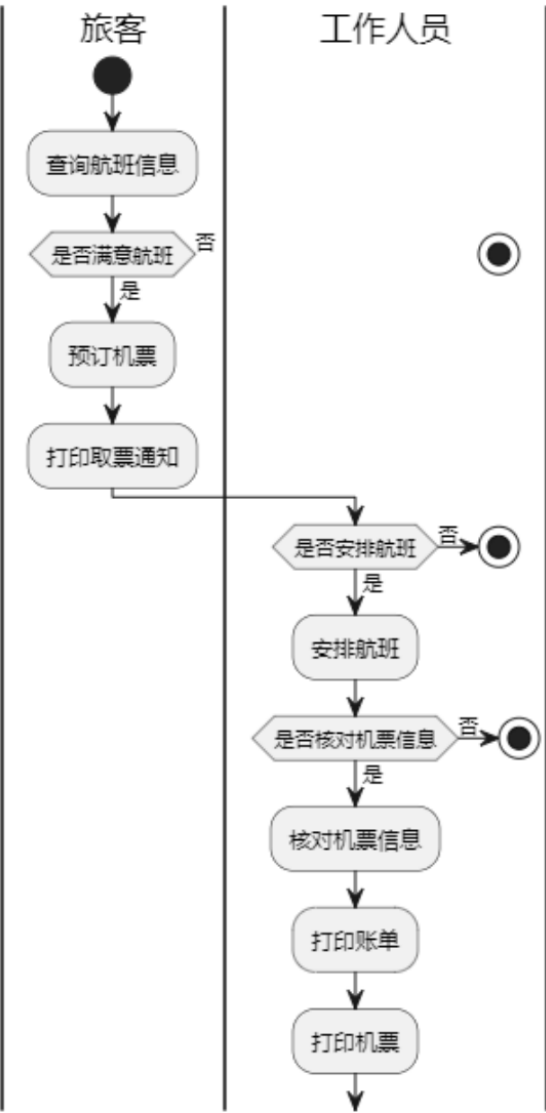 旅客
工作人员
查询航班信息
是否满意航班
否
是
预订机票
打印取票通知
是否安排航班
否
是
安排航班
是否核对机票信息
否
是
核对机票信息
打印账单
打印机票